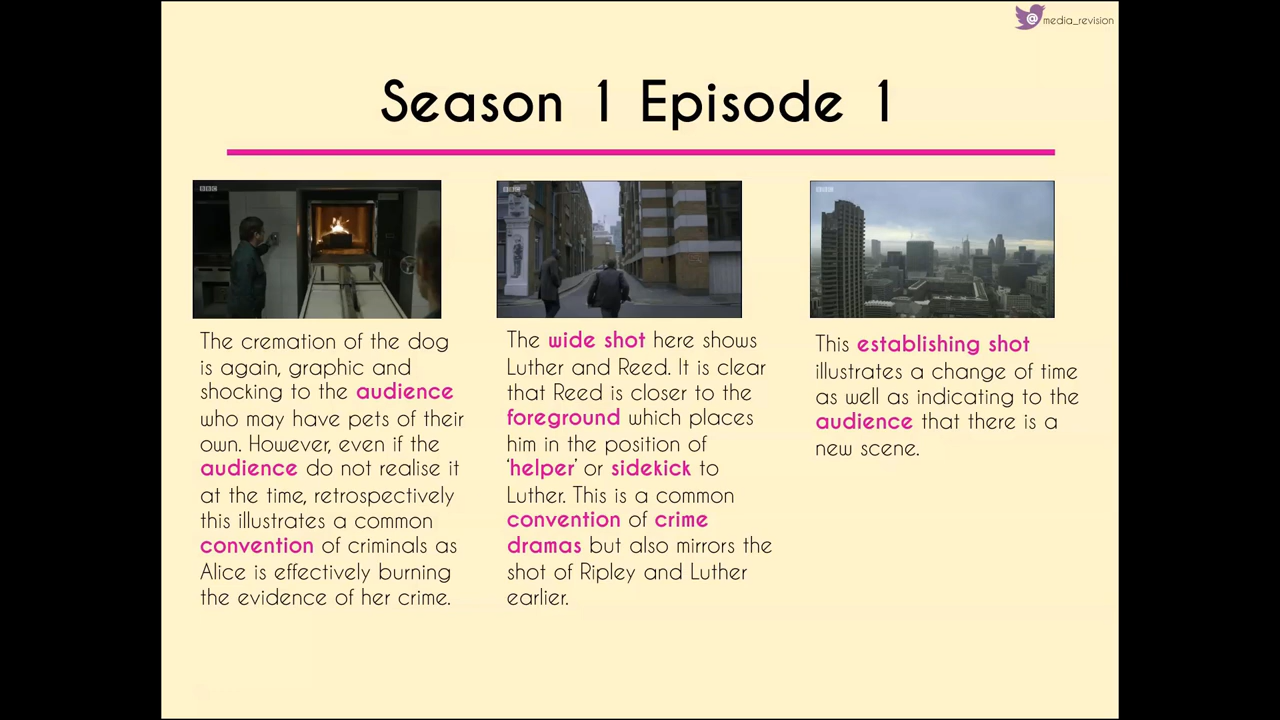 @media_revision
Season 1 Episode 1
BBC
The cremation of the dog
is again, graphic and
shocking to the audience
who may have pets of their
own. However, even if the
audience do not realise it
at the time, retrospectively
this illustrates a common
convention of criminals as
Alice is effectively burning
the evidence of her crime.
BBC
The wide shot here shows
Luther and Reed. It is clear
that Reed is closer to the
foreground which places
him in the position of
‘helper’ or sidekick to
Luther. This is a common
convention of crime
dramas but also mirrors the
shot of Ripley and Luther
earlier.
BBC
This establishing shot
illustrates a change of time
as well as indicating to the
audience that there is a
new scene.